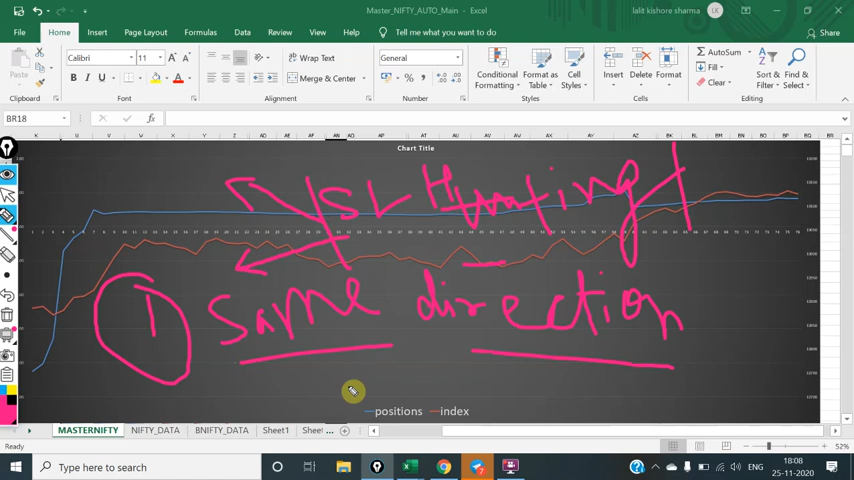 Master_NIFTY_AUTO_Main - Excel
lalit kishore sharma
LK
File Home Insert Page Layout Formulas Data Review View Help Tell me what you want to do
Share
Paste
Calibri 11
B I U
Wrap Text
Merge & Center
General
Conditional Formatting
Format as Table
Cell Styles
Insert Delete Format
AutoSum
Fill
Clear
Sort & Filter
Find & Select
Clipboard Font Alignment Number Styles Cells Editing
BR18
Chart Title
SL Hunting
1 Same direction
positions index
MASTERNIFTY NIFTY_DATA BNIFTY_DATA Sheet1 Sheet ...
Ready
52%
Type here to search
ENG
18:08
25-11-2020